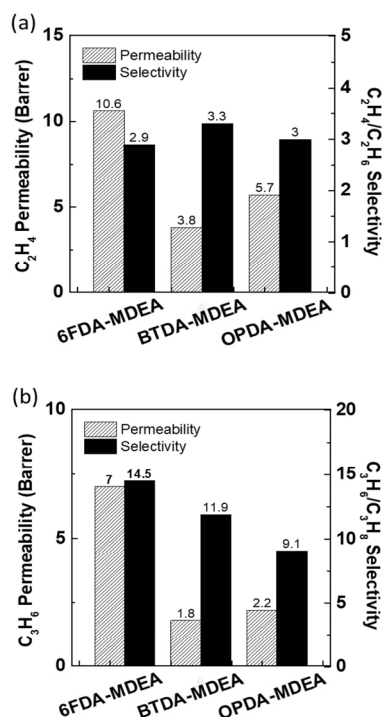 (a)
15
10
5
0
C₂H₄ Permeability (Barrer)
Permeability
Selectivity
10.6
2.9
3.8
3.3
5.7
3
5
4
3
2
1
0
C₂H₄/C₂H₆ Selectivity
6FDA-MDEA
BTDA-MDEA
OPDA-MDEA
(b)
10
5
0
C₃H₆ Permeability (Barrer)
Permeability
Selectivity
7
14.5
1.8
11.9
2.2
9.1
20
15
10
5
0
C₃H₆/C₃H₈ Selectivity
6FDA-MDEA
BTDA-MDEA
OPDA-MDEA